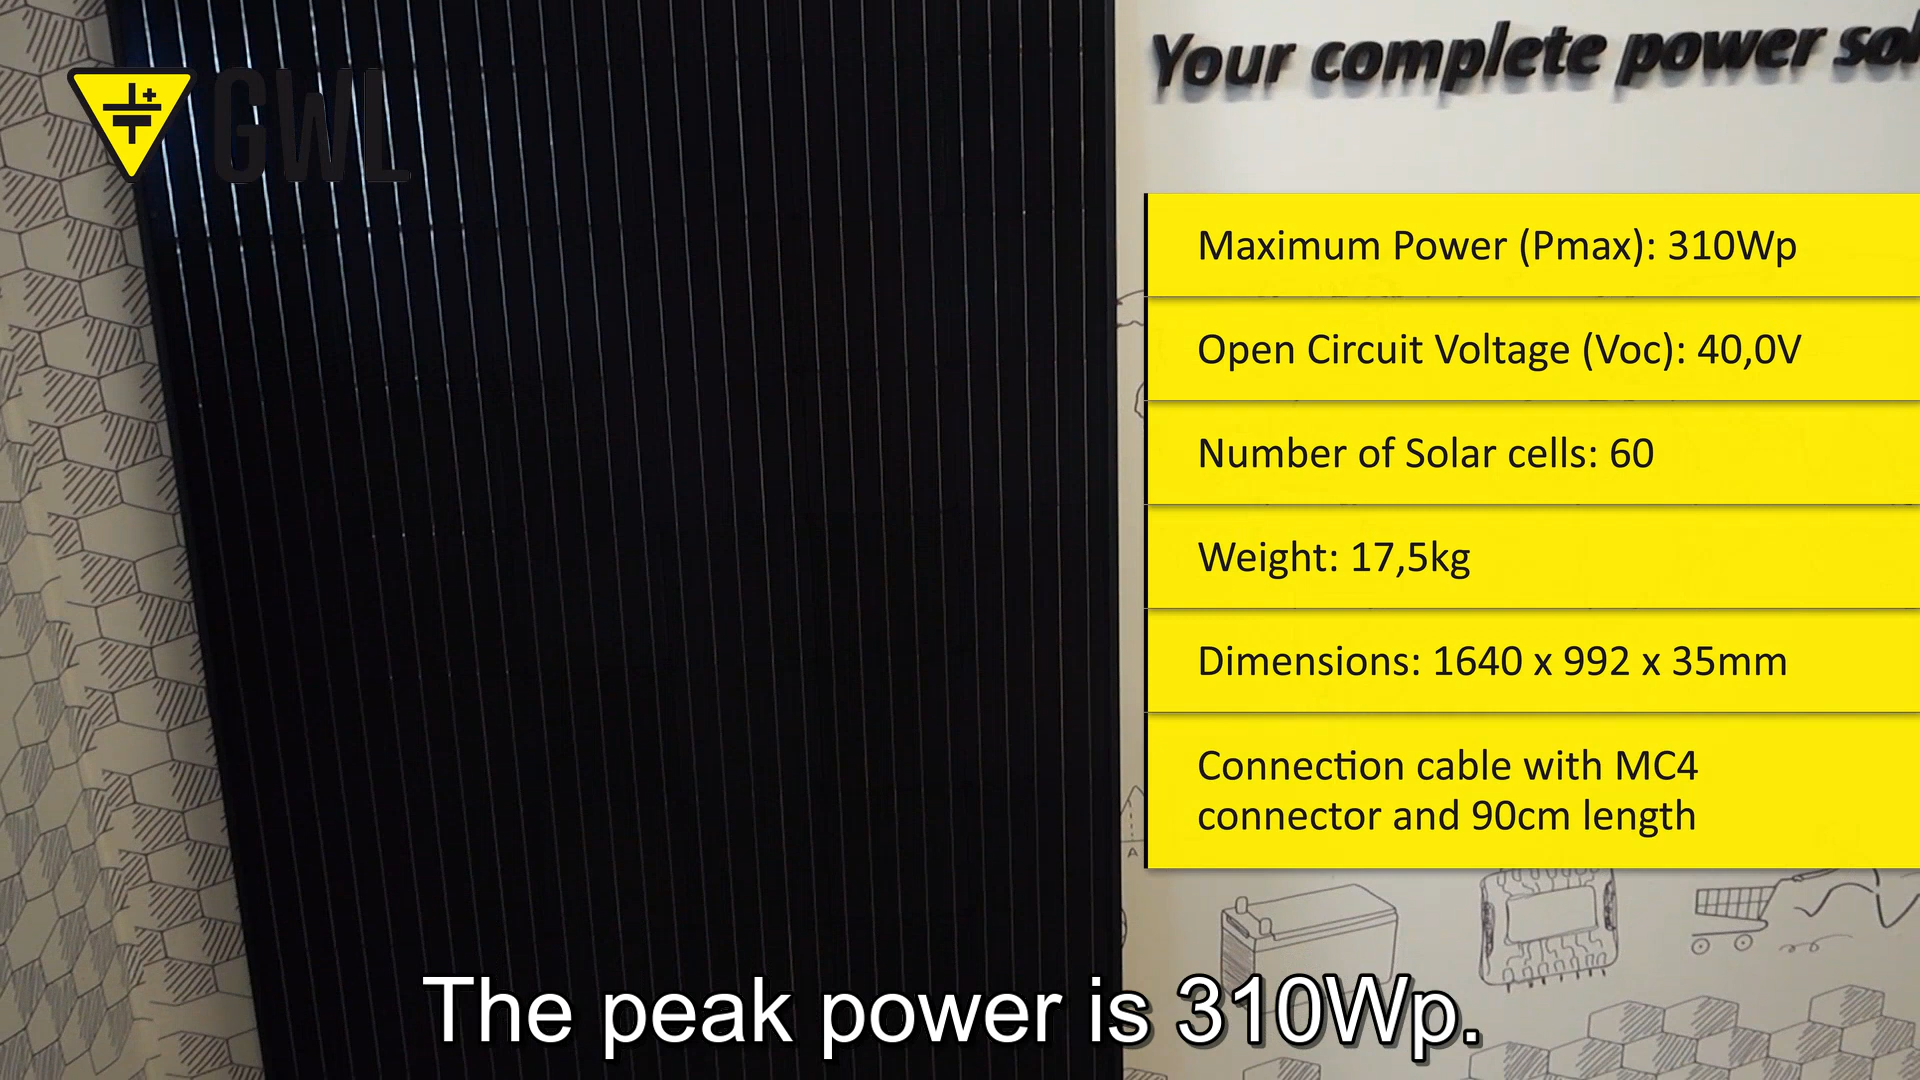 GWL
Your complete power sol
Maximum Power (Pmax): 310Wp
Open Circuit Voltage (Voc): 40,0V
Number of Solar cells: 60
Weight: 17,5kg
Dimensions: 1640 x 992 x 35mm
Connection cable with MC4
connector and 90cm length
A
The peak power is 310Wp.